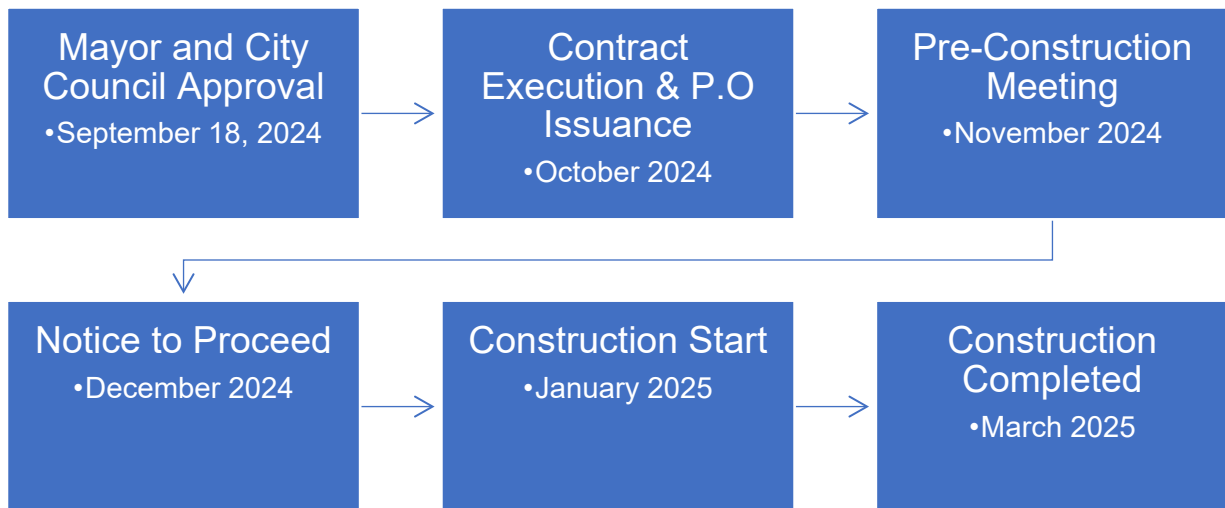 Mayor and City
Council Approval
•September 18, 2024
Contract
Execution & P.O
Issuance
•October 2024
Pre-Construction
Meeting
•November 2024
Notice to Proceed
•December 2024
Construction Start
•January 2025
Construction
Completed
•March 2025